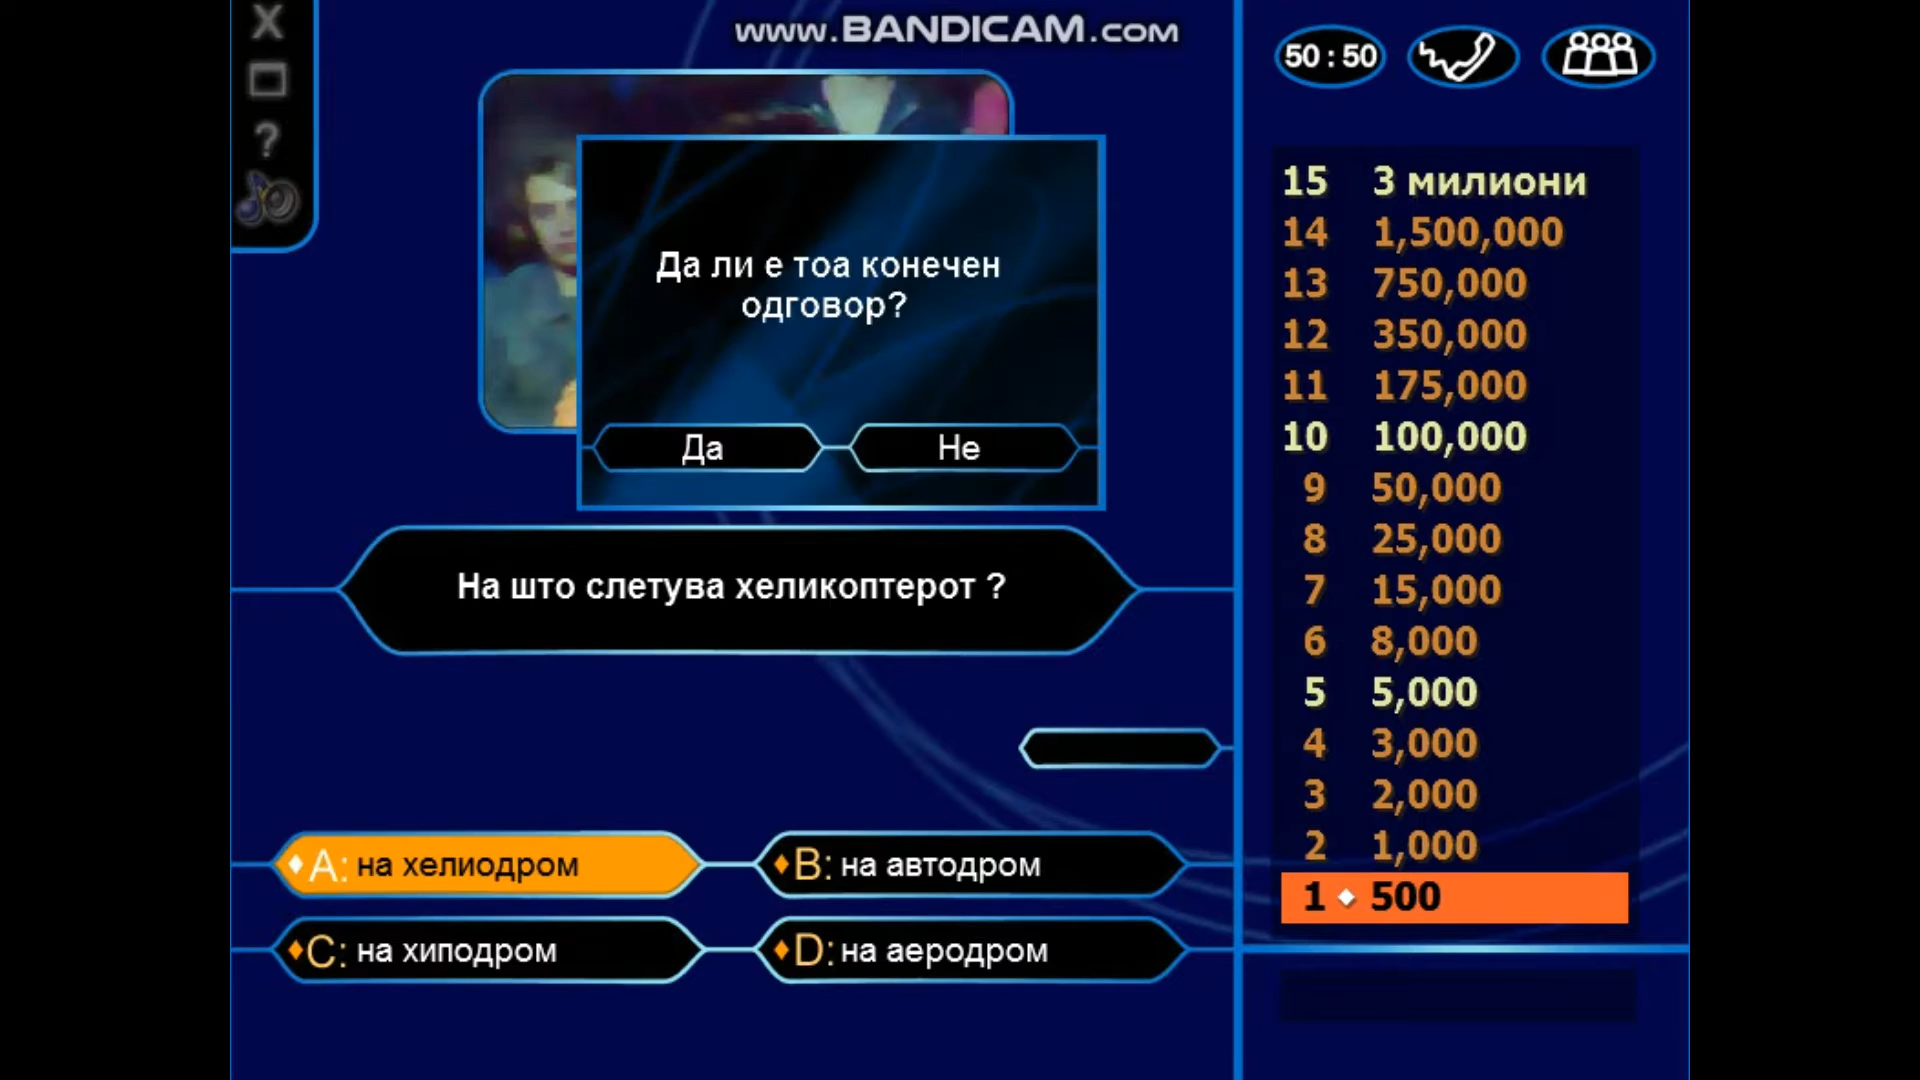 X
?
www.BANDICAM.com
50:50
Да ли е тоа конечен
одговор?
Да
Не
На што слетува хеликоптерот ?
A: на хелиодром
B: на автодром
C: на хиподром
D: на аеродром
15 3 милиони
14 1,500,000
13 750,000
12 350,000
11 175,000
10 100,000
9 50,000
8 25,000
7 15,000
6 8,000
5 5,000
4 3,000
3 2,000
2 1,000
1 500